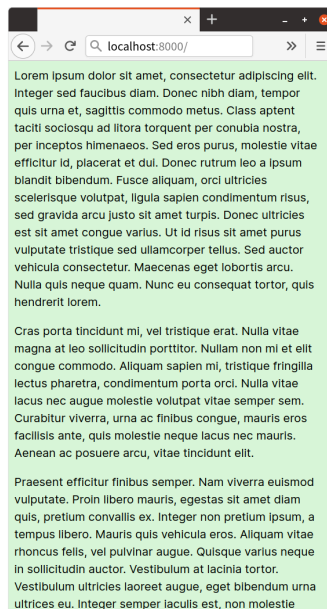 localhost:8000/
Lorem ipsum dolor sit amet, consectetur adipiscing elit.
Integer sed faucibus diam. Donec nibh diam, tempor
quis urna et, sagittis commodo metus. Class aptent
taciti sociosqu ad litora torquent per conubia nostra,
per inceptos himenaeos. Sed eros purus, molestie vitae
efficitur id, placerat et dui. Donec rutrum leo a ipsum
blandit bibendum. Fusce aliquam, orci ultricies
scelerisque volutpat, ligula sapien condimentum risus,
sed gravida arcu justo sit amet turpis. Donec ultricies
est sit amet congue varius. Ut id risus sit amet purus
vulputate tristique sed ullamcorper tellus. Sed auctor
vehicula consectetur. Maecenas eget lobortis arcu.
Nulla quis neque quam. Nunc eu consequat tortor, quis
hendrerit lorem.
Cras porta tincidunt mi, vel tristique erat. Nulla vitae
magna at leo sollicitudin porttitor. Nullam non mi et elit
congue commodo. Aliquam sapien mi, tristique fringilla
lectus pharetra, condimentum porta orci. Nulla vitae
lacus nec augue molestie volutpat vitae semper sem.
Curabitur viverra, urna ac finibus congue, mauris eros
facilisis ante, quis molestie neque lacus nec mauris.
Aenean ac posuere arcu, vitae tincidunt elit.
Praesent efficitur finibus semper. Nam viverra euismod
vulputate. Proin libero mauris, egestas sit amet diam
quis, pretium convallis ex. Integer non pretium ipsum, a
tempus libero. Mauris quis vehicula eros. Aliquam vitae
rhoncus felis, vel pulvinar augue. Quisque varius neque
in sollicitudin auctor. Vestibulum at lacinia tortor.
Vestibulum ultricies laoreet augue, eget bibendum urna
ultrices eu. Integer semper iaculis est, non molestie